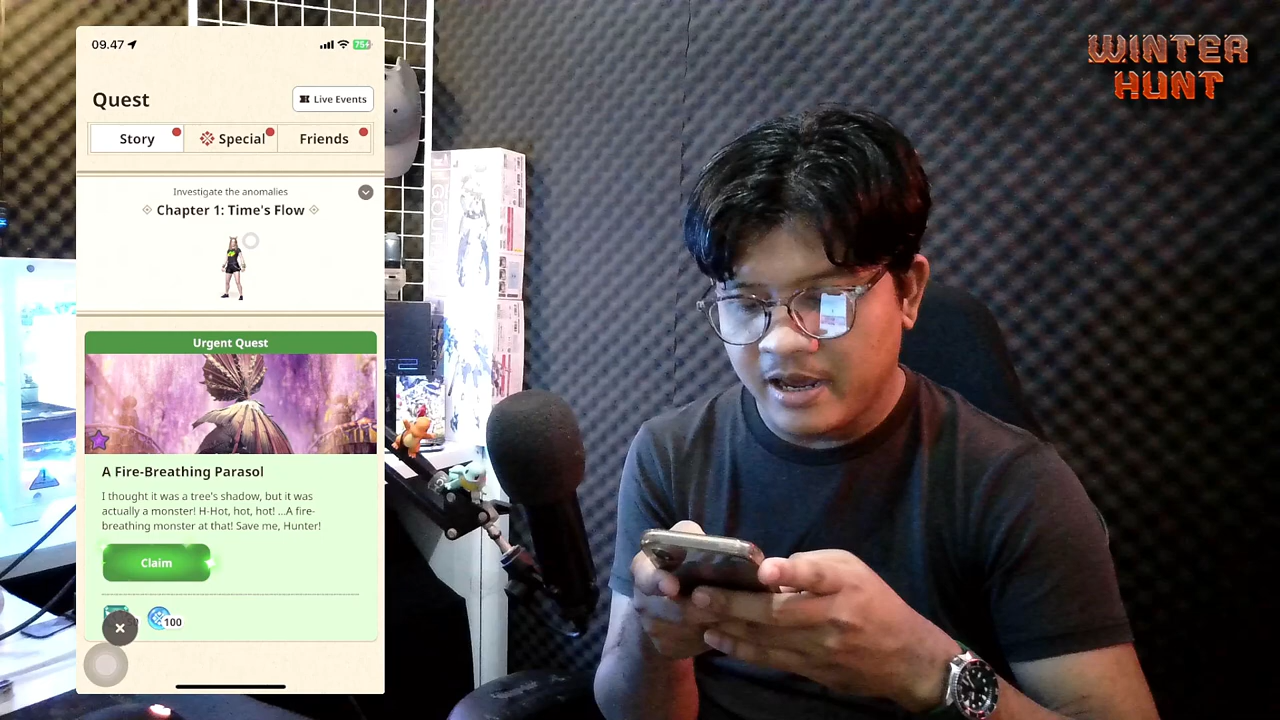 09.47
75
Quest
Live Events
Story
Special
Friends
Investigate the anomalies
Chapter 1: Time's Flow
Urgent Quest
A Fire-Breathing Parasol
I thought it was a tree's shadow, but it was
actually a monster! H-Hot, hot, hot! ...A fire-
breathing monster at that! Save me, Hunter!
Claim
100
WINTER
HUNT